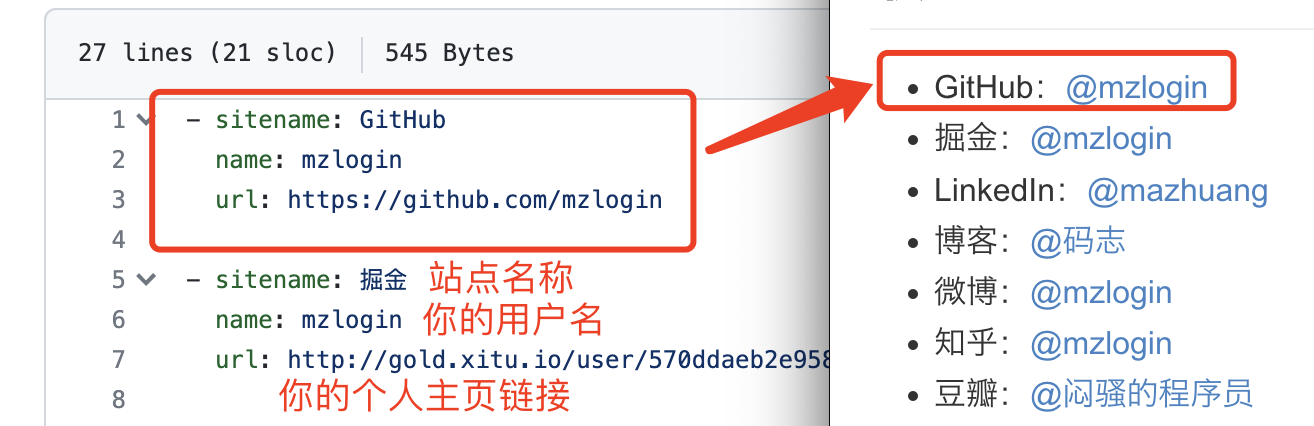 27 lines (21 sloc) 545 Bytes
1 - sitename: GitHub
2 name: mzlogin
3 url: https://github.com/mzlogin
4
5 - sitename: 掘金 站点名称
6 name: mzlogin 你的用户名
7 url: http://gold.xitu.io/user/570ddaeb2e958
你的个人主页链接
8
• GitHub：@mzlogin
• 掘金：@mzlogin
• LinkedIn：@mazhuang
• 博客：@码志
• 微博：@mzlogin
• 知乎：@mzlogin
• 豆瓣：@闷骚的程序员